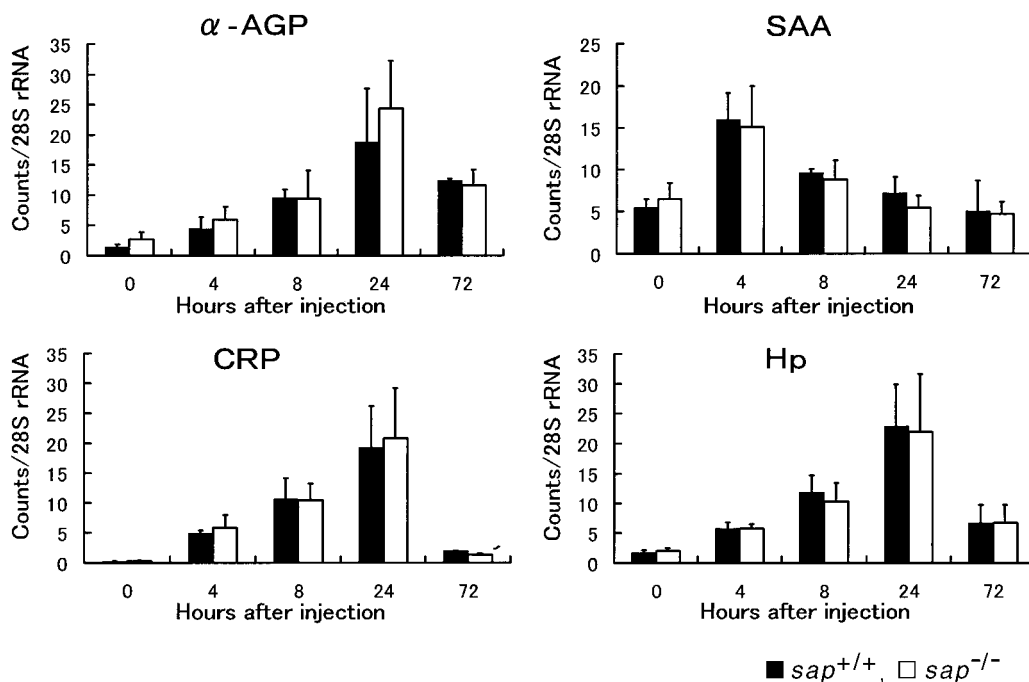 α-AGP
Counts/28S rRNA
35
30
25
20
15
10
5
0
0 4 8 24 72
Hours after injection
SAA
Counts/28S rRNA
25
20
15
10
5
0
0 4 8 24 72
Hours after injection
CRP
Counts/28S rRNA
35
30
25
20
15
10
5
0
0 4 8 24 72
Hours after injection
Hp
Counts/28S rRNA
35
30
25
20
15
10
5
0
0 4 8 24 72
Hours after injection
sap+/+, sap-/-